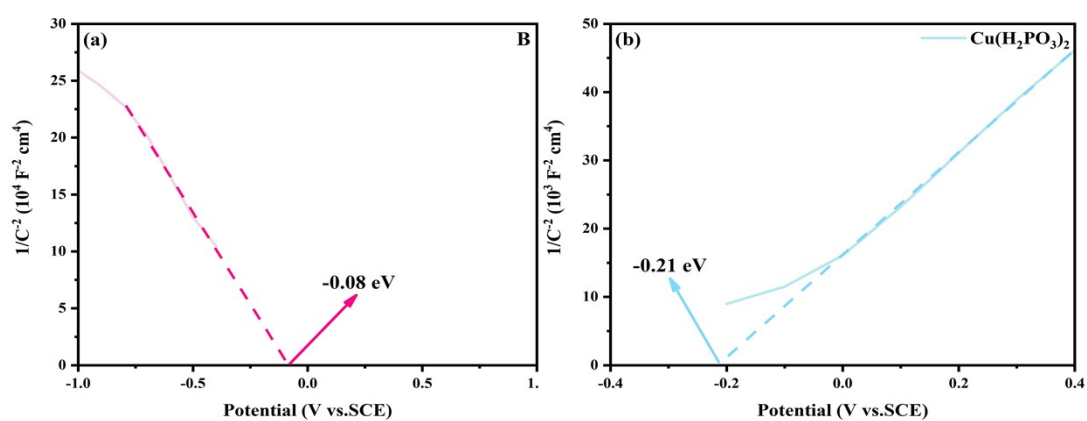 (a)
B
30
25
20
15
10
5
0
1/C⁻² (10⁴ F⁻² cm⁴)
-0.08 eV
-1.0 -0.5 0.0 0.5 1.
Potential (V vs.SCE)
(b)
Cu(H₂PO₃)₂
50
40
30
20
10
0
1/C⁻² (10³ F⁻² cm⁴)
-0.21 eV
-0.4 -0.2 0.0 0.2 0.4
Potential (V vs.SCE)